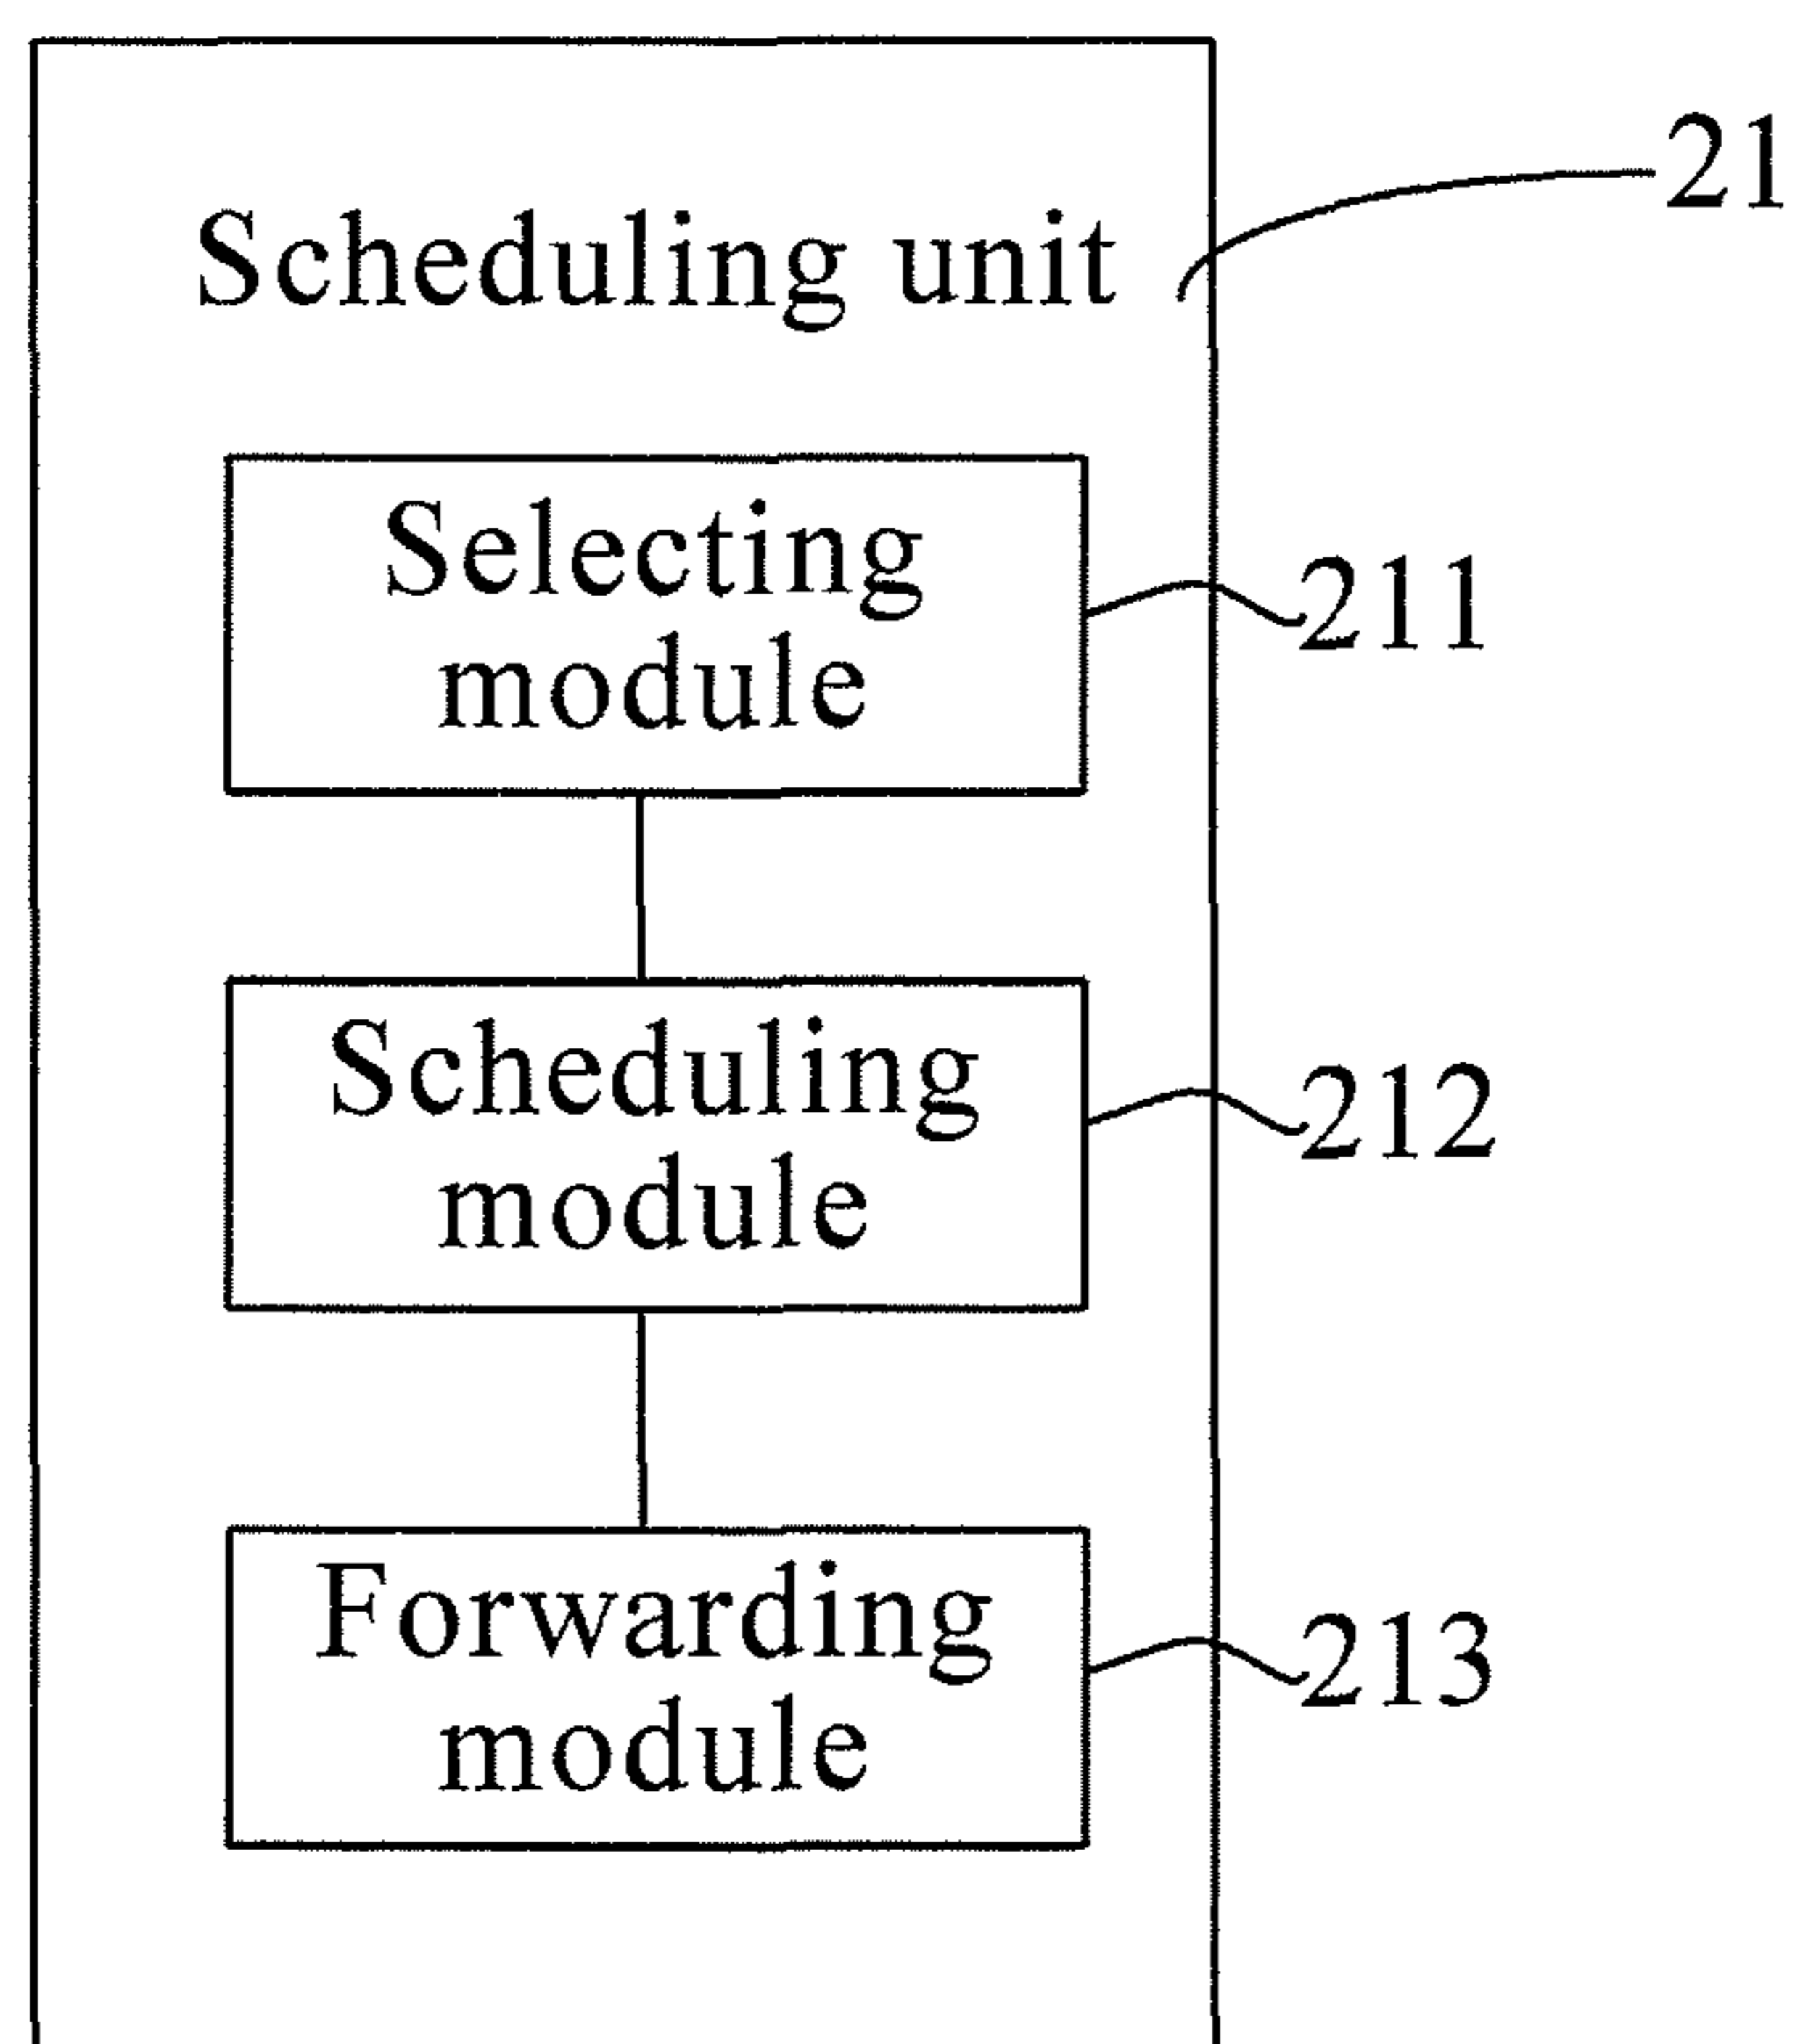 21
Scheduling unit
Selecting
module
211
Scheduling
module
212
Forwarding
module
213